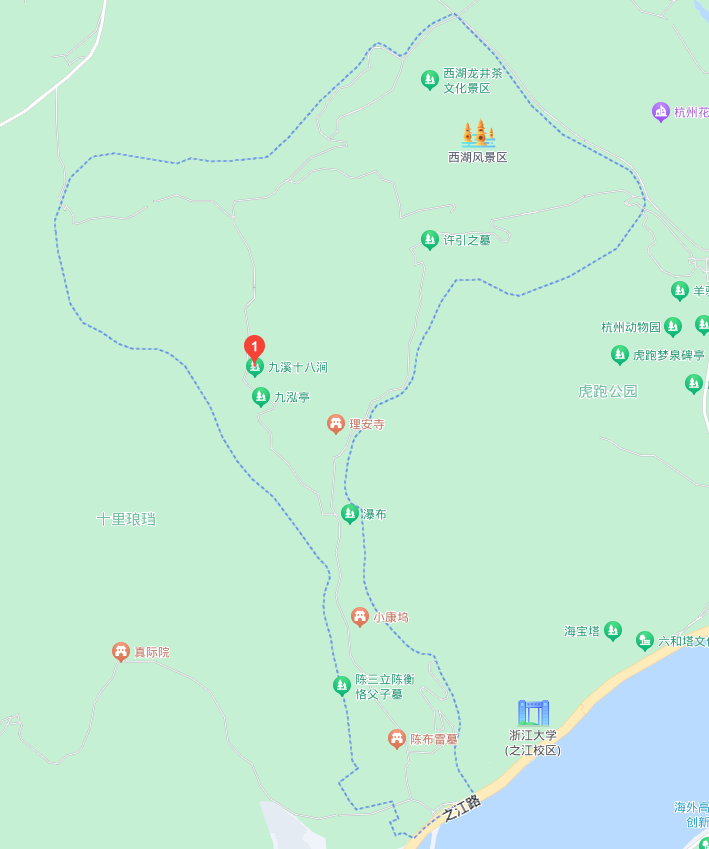 西湖龙井茶
文化景区
杭州花
西湖风景区
许引之墓
羊
杭州动物园
虎跑梦泉碑亭
1
九溪十八涧
虎跑公园
九泓亭
理安寺
十里琅珰
瀑布
小康坞
海宝塔
六和塔文化
真际院
陈三立陈衡
恪父子墓
浙江大学
(之江校区)
陈布雷墓
之江路
海外高
创新